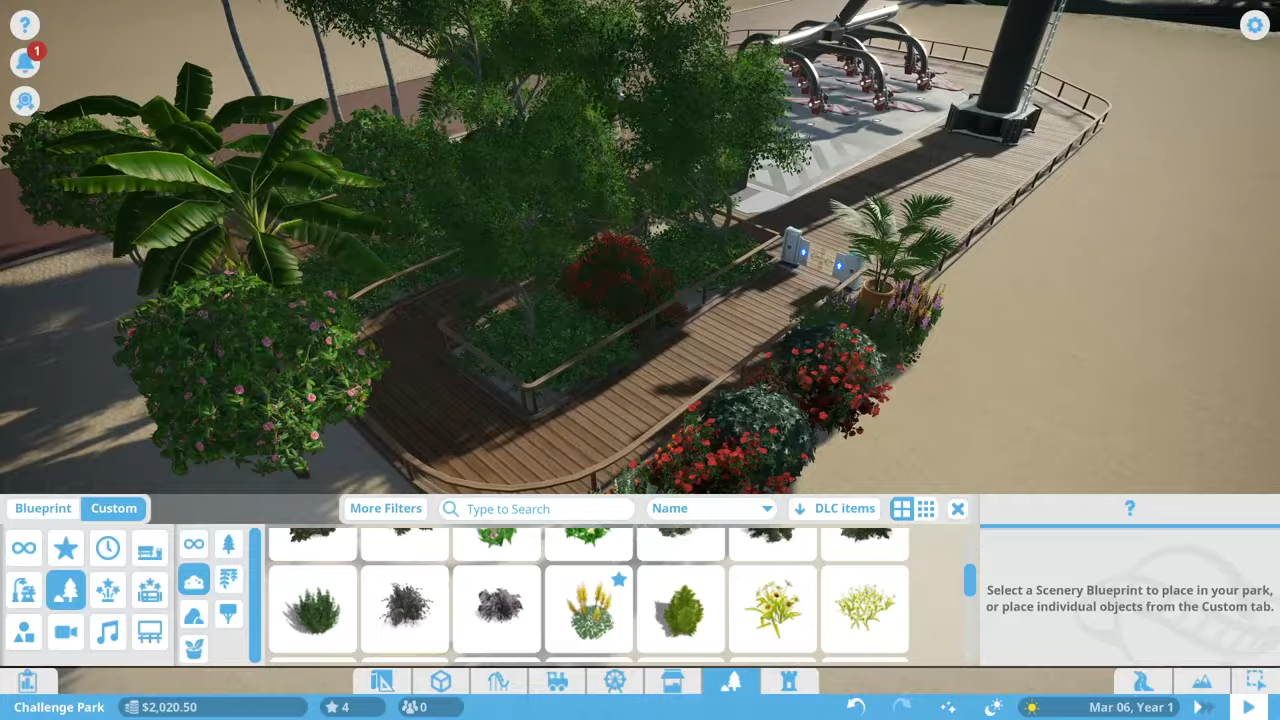 ?
1
Blueprint
Custom
More Filters
Type to Search
Name
DLC items
?
Select a Scenery Blueprint to place in your park,
or place individual objects from the Custom tab.
Challenge Park
$2,020.50
4
0
Mar 06, Year 1